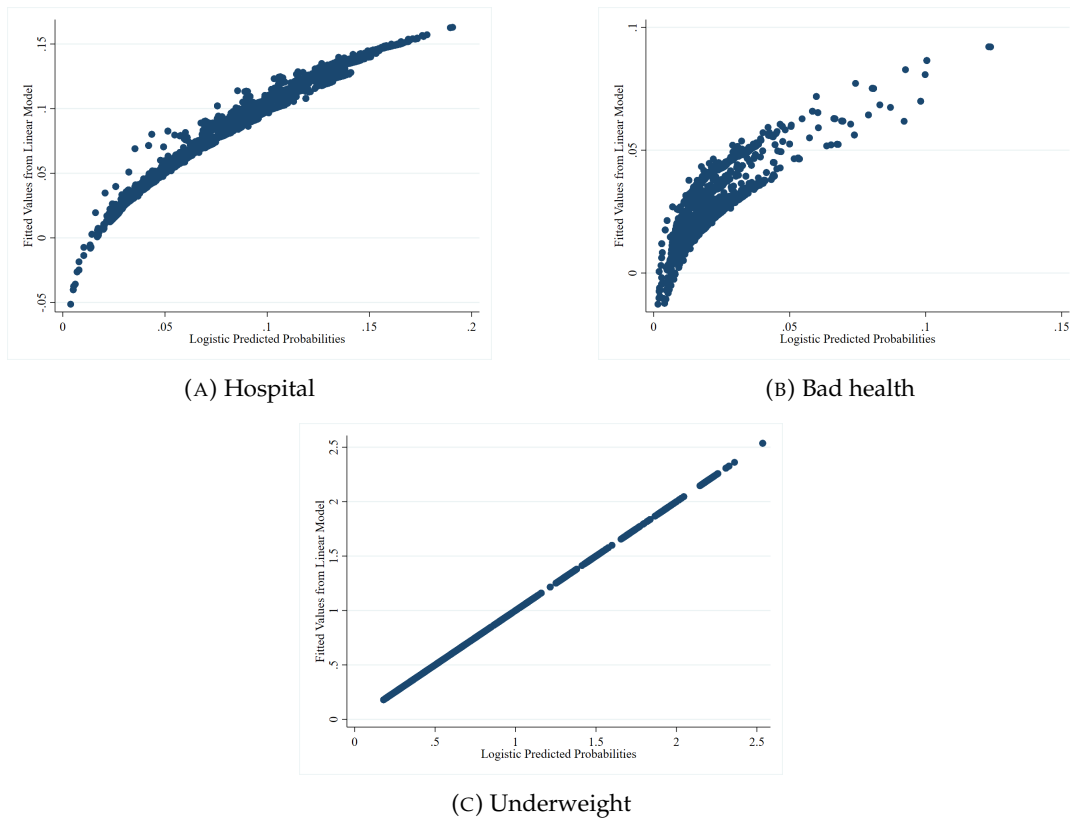 Fitted Values from Linear Model
-.05 0 .05 .1 .15
0 .05 .1 .15 .2
Logistic Predicted Probabilities
(A) Hospital
Fitted Values from Linear Model
0 .05 .1
0 .05 .1 .15
Logistic Predicted Probabilities
(B) Bad health
Fitted Values from Linear Model
0 .5 1 1.5 2 2.5
0 .5 1 1.5 2 2.5
Logistic Predicted Probabilities
(C) Underweight